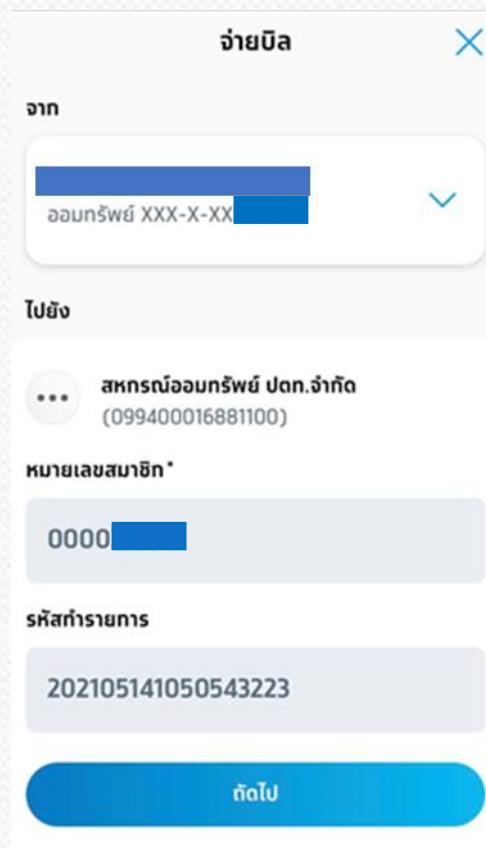 จ่ายบิล
จาก
ออมทรัพย์ XXX-X-XX
ไปยัง
สหกรณ์ออมทรัพย์ ปตท.จำกัด
(099400016881100)
หมายเลขสมาชิก*
0000
รหัสทำรายการ
202105141050543223
ถัดไป